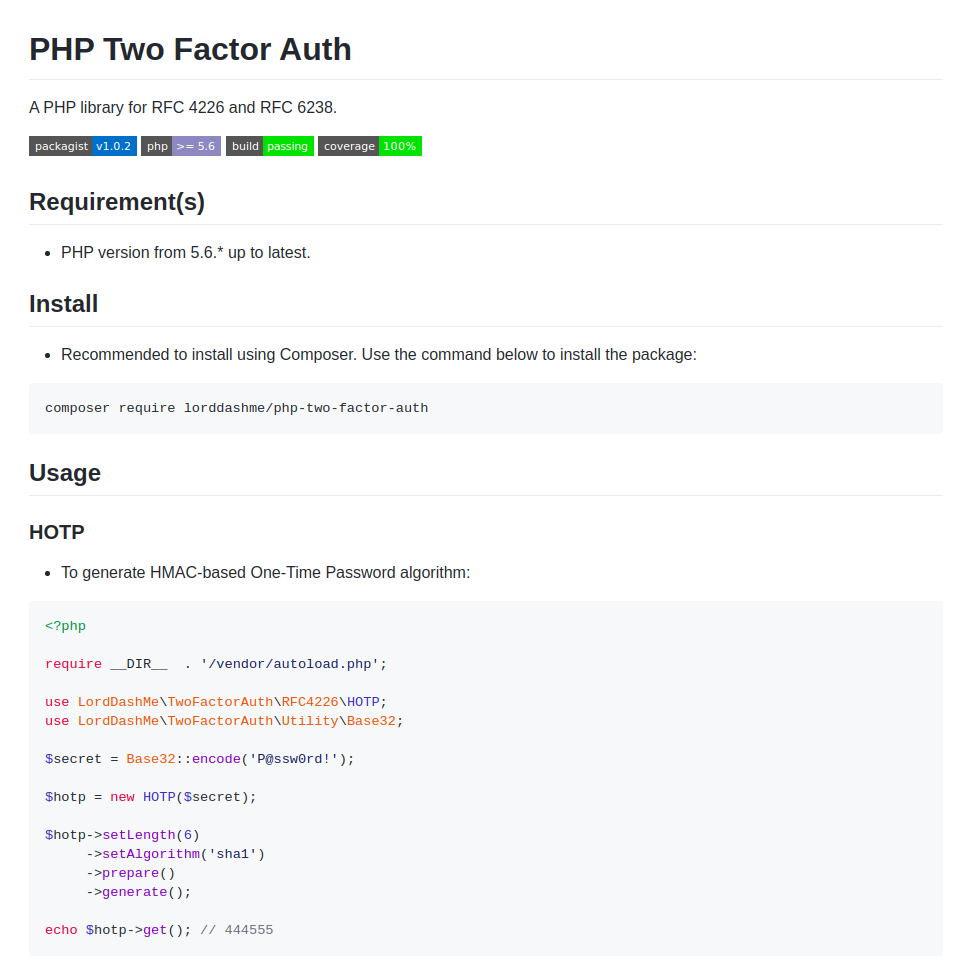 PHP Two Factor Auth
A PHP library for RFC 4226 and RFC 6238.
packagist v1.0.2 php >= 5.6 build passing coverage 100%
Requirement(s)
• PHP version from 5.6.* up to latest.
Install
• Recommended to install using Composer. Use the command below to install the package:
composer require lorddashme/php-two-factor-auth
Usage
HOTP
• To generate HMAC-based One-Time Password algorithm:
<?php
require __DIR__  . '/vendor/autoload.php';
use LordDashMe\TwoFactorAuth\RFC4226\HOTP;
use LordDashMe\TwoFactorAuth\Utility\Base32;
$secret = Base32::encode('P@ssw0rd!');
$hotp = new HOTP($secret);
$hotp->setLength(6)
     ->setAlgorithm('sha1')
     ->prepare()
     ->generate();
echo $hotp->get(); // 444555